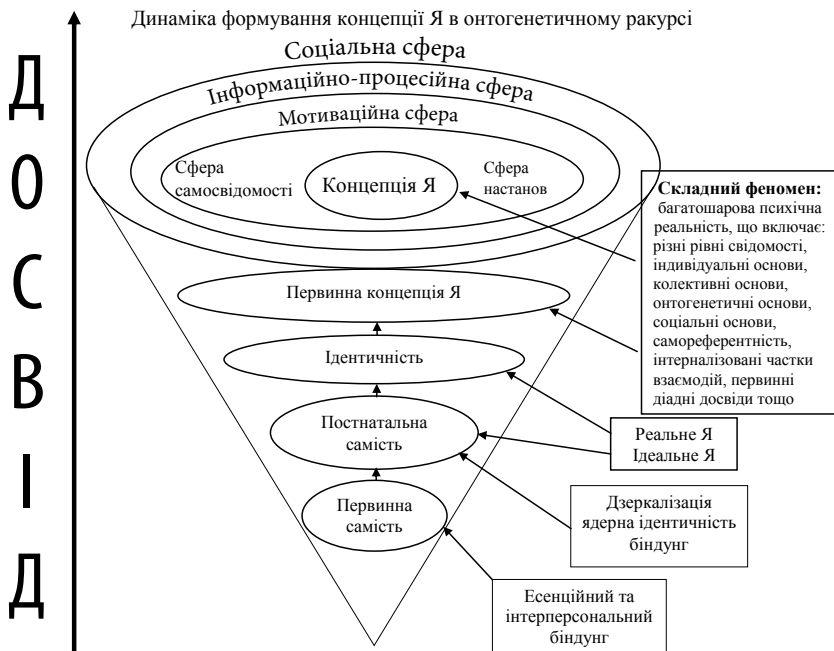 Динаміка формування концепції Я в онтогенетичному ракурсі
ДОСВІД
Соціальна сфера
Інформаційно-процесійна сфера
Мотиваційна сфера
Сфера
самосвідомості
Концепція Я
Сфера
настанов
Складний феномен:
багатошарова психічна
реальність, що включає:
різні рівні свідомості,
індивідуальні основи,
колективні основи,
онтогенетичні основи,
соціальні основи,
самореферентність,
інтерналізовані частки
взаємодій, первинні
діадні досвіди тощо
Первинна концепція Я
Ідентичність
Постнатальна
самість
Реальне Я
Ідеальне Я
Первинна
самість
Дзеркалізація
ядерна ідентичність
біндунг
Есенційний та
інтерперсональний
біндунг